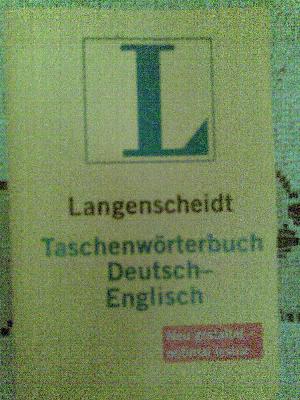 L
Langenscheidt
Taschenwörterbuch
Deutsch-
Englisch